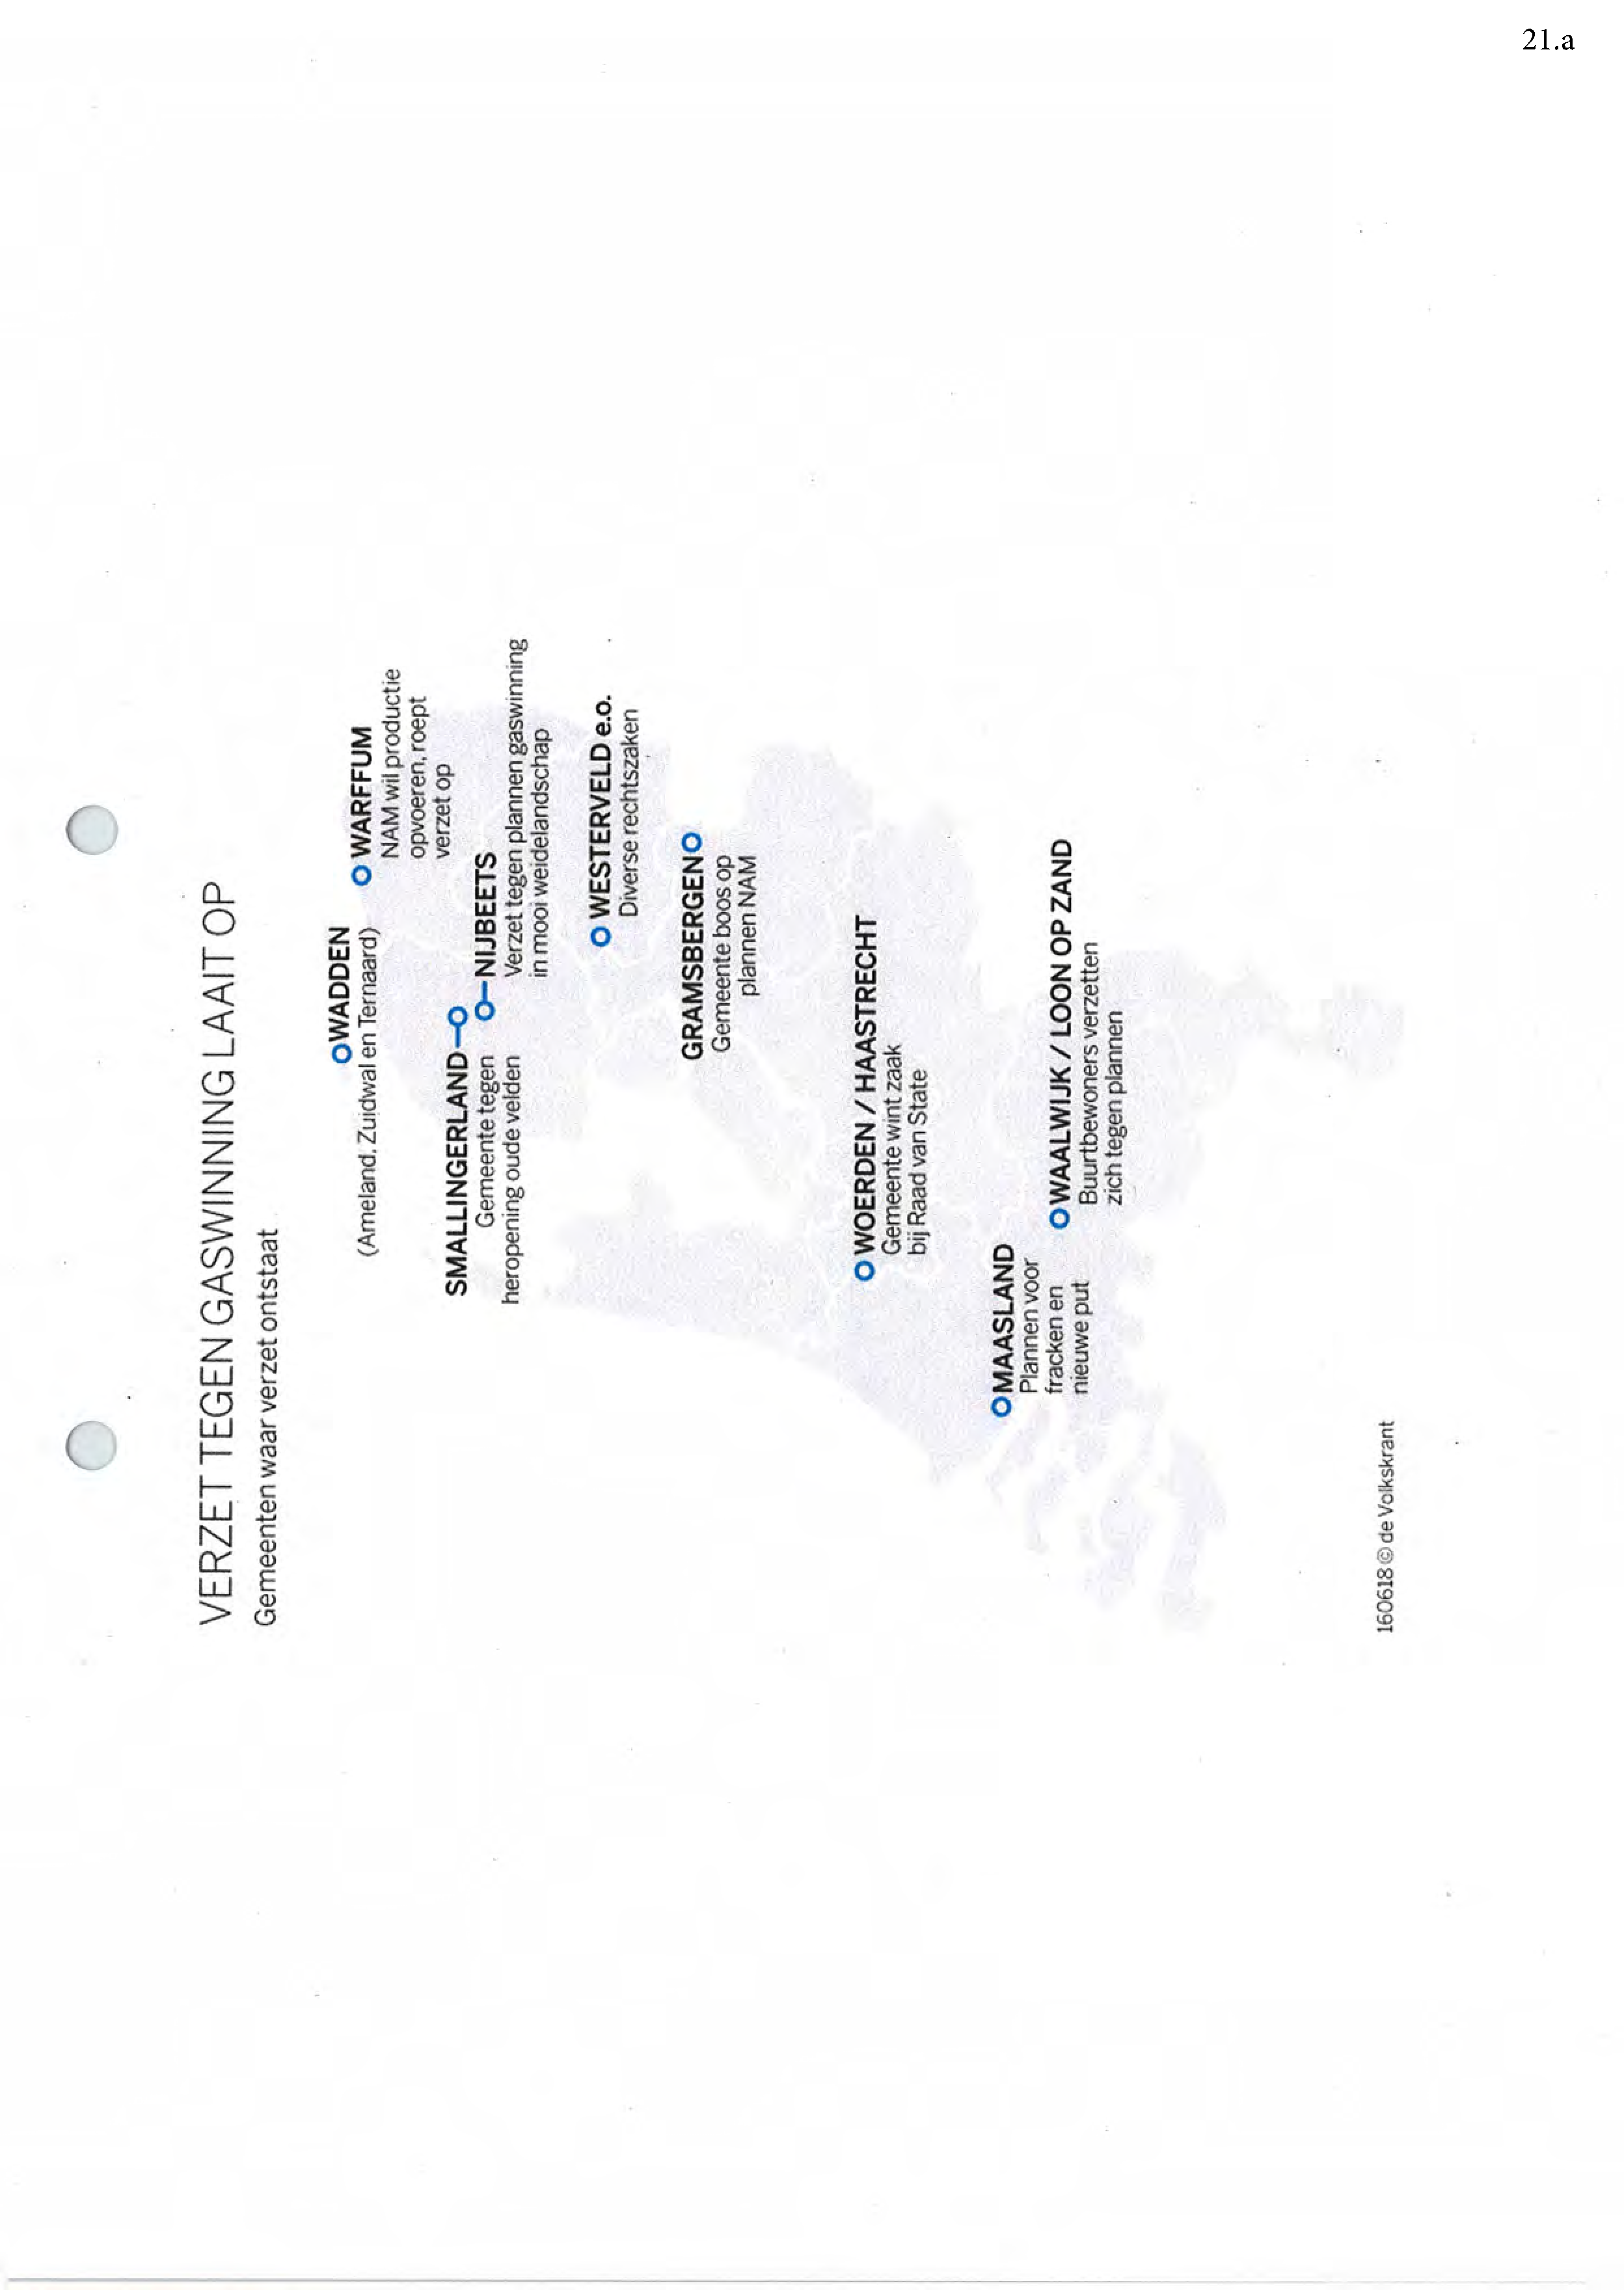 21.a
VERZET TEGEN GASWINNING LAAIT OP
Gemeenten waar verzet ontstaat
WADDEN
(Ameland, Zuidwal en Ternaard)
WARFFUM
NAM wil productie
opvoeren, roept
verzet op
SMALLINGERLAND
Gemeente tegen
heropening oude velden
NIJBEETS
Verzet tegen plannen gaswinning
in mooi weidelandschap
WESTERVELD e.o.
Diverse rechtszaken
GRAMSBERGEN
Gemeente boos op
plannen NAM
WOERDEN / HAASTRECHT
Gemeente wint zaak
bij Raad van State
MAASLAND
Plannen voor
fracken en
nieuwe put
WAALWIJK / LOON OP ZAND
Buurtbewoners verzetten
zich tegen plannen
160618 © de Volkskrant